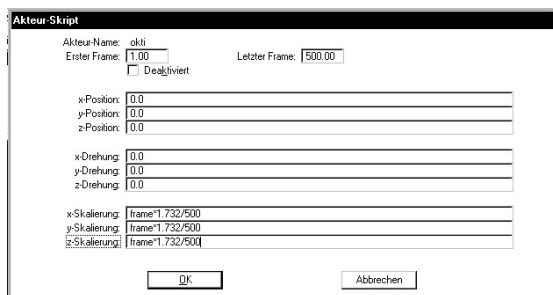 Akteur-Skript
Akteur-Name: okti
Erster Frame: 1.00 Letzter Frame: 500.00
Deaktiviert
x-Position: 0.0
y-Position: 0.0
z-Position: 0.0
x-Drehung: 0.0
y-Drehung: 0.0
z-Drehung: 0.0
x-Skalierung: frame*1.732/500
y-Skalierung: frame*1.732/500
z-Skalierung: frame*1.732/500
OK Abbrechen